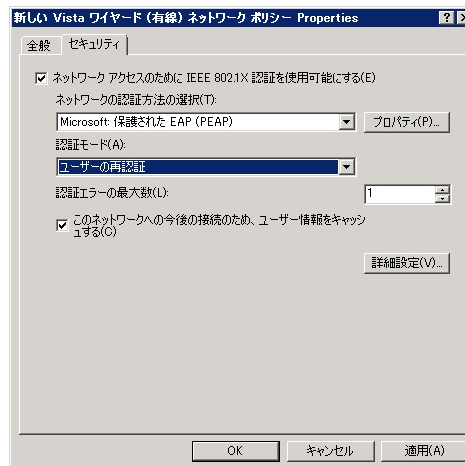 新しい Vista ワイヤード (有線) ネットワーク ポリシー Properties
全般
セキュリティ
ネットワーク アクセスのために IEEE 802.1X 認証を使用可能にする(E)
ネットワークの認証方法の選択(T):
Microsoft: 保護された EAP (PEAP)
プロパティ(P)...
認証モード(A):
ユーザーの再認証
認証エラーの最大数(L):
1
このネットワークへの今後の接続のため、ユーザー情報をキャッシ
ュする(C)
詳細設定(V)...
OK
キャンセル
適用(A)